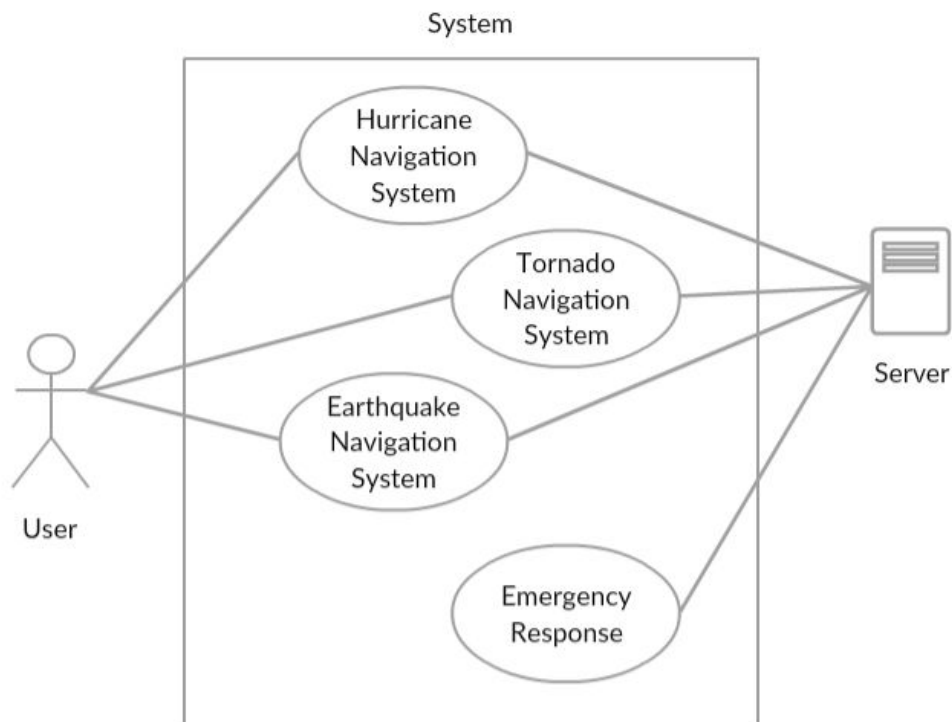 System
Hurricane
Navigation
System
Tornado
Navigation
System
Server
Earthquake
Navigation
System
User
Emergency
Response